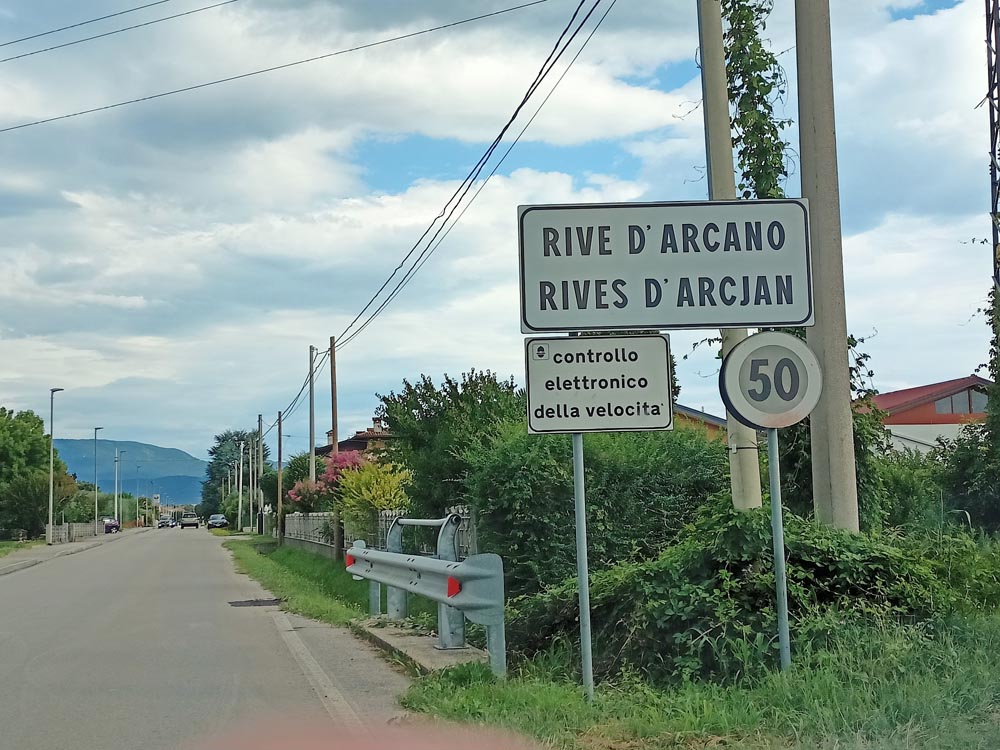 RIVE D'ARCANO
RIVES D'ARCJAN
controllo
elettronico
della velocita'
50